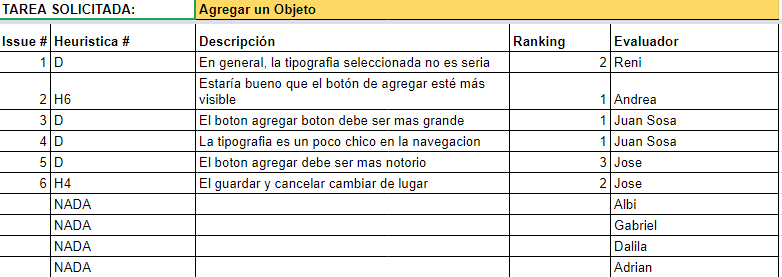 TAREA SOLICITADA: Agregar un Objeto
Issue # Heuristica # Descripción Ranking Evaluador
1 D En general, la tipografia seleccionada no es seria 2 Reni
Estaría bueno que el botón de agregar esté más
2 H6 visible 1 Andrea
3 D El boton agregar boton debe ser mas grande 1 Juan Sosa
4 D La tipografia es un poco chico en la navegacion 1 Juan Sosa
5 D El boton agregar debe ser mas notorio 3 Jose
6 H4 El guardar y cancelar cambiar de lugar 2 Jose
NADA Albi
NADA Gabriel
NADA Dalila
NADA Adrian